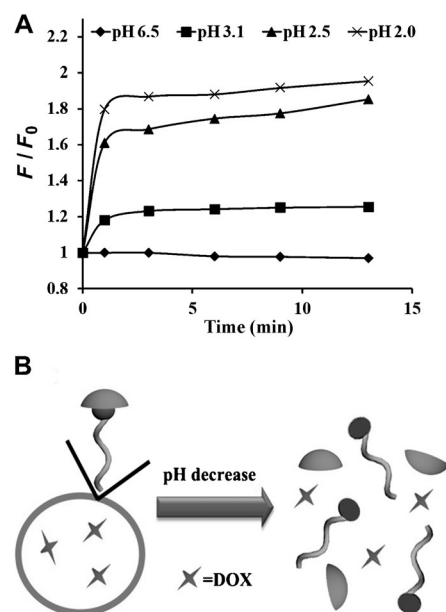 A
pH 6.5 pH 3.1 pH 2.5 pH 2.0
2.2
2
1.8
1.6
1.4
1.2
1
0.8
F / F0
0 5 10 15
Time (min)
B
pH decrease
=DOX